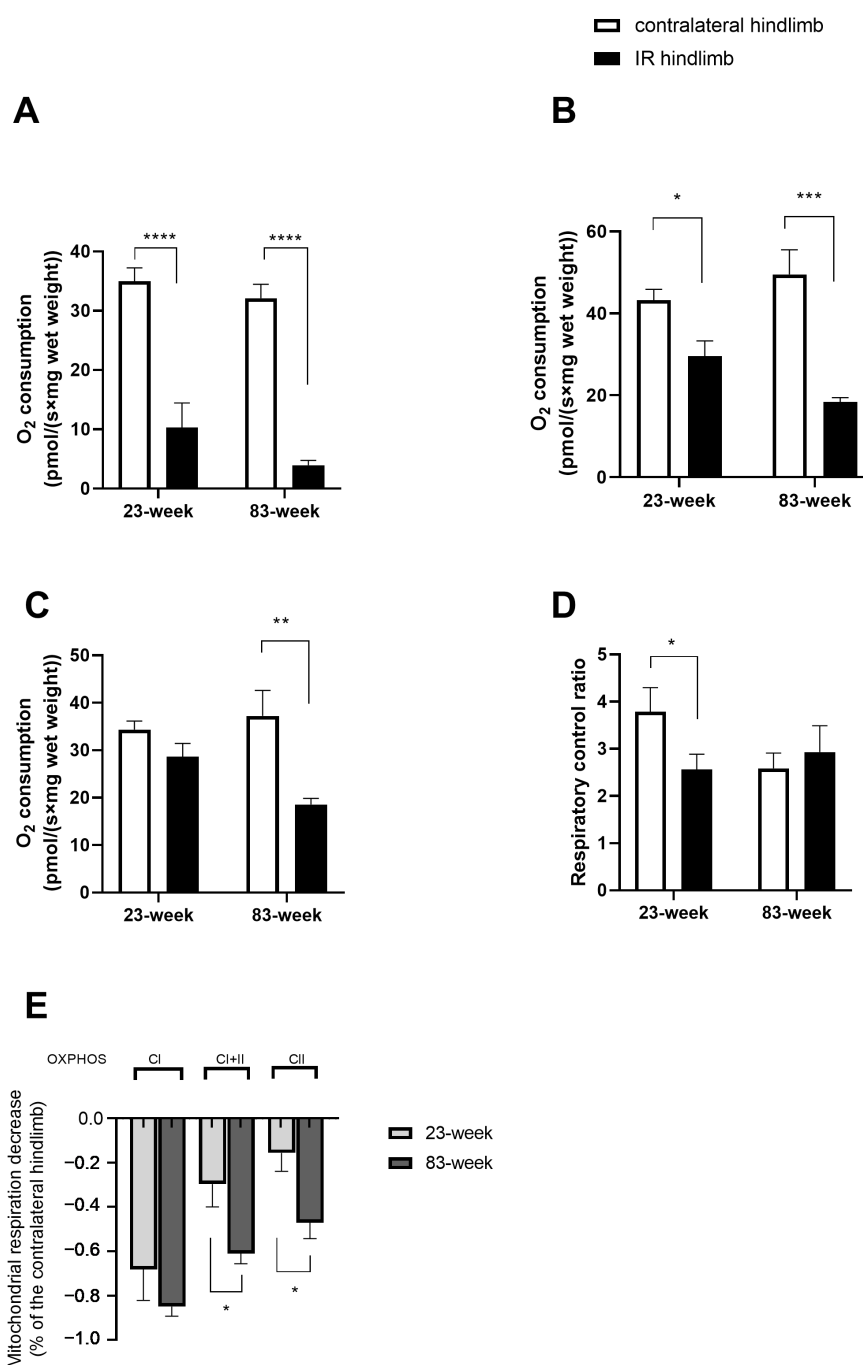 contralateral hindlimb
IR hindlimb
A
B
****
****
O2 consumption
(pmol/(s×mg wet weight))
40
30
20
10
0
23-week
83-week
*
***
O2 consumption
(pmol/(s×mg wet weight))
60
40
20
0
23-week
83-week
C
D
**
O2 consumption
(pmol/(s×mg wet weight))
50
40
30
20
10
0
23-week
83-week
*
Respiratory control ratio
5
4
3
2
1
0
23-week
83-week
E
OXPHOS
CI
CI+II
CII
Mitochondrial respiration decrease
(% of the contralateral hindlimb)
0.0
−0.2
−0.4
−0.6
−0.8
−1.0
*
*
23-week
83-week